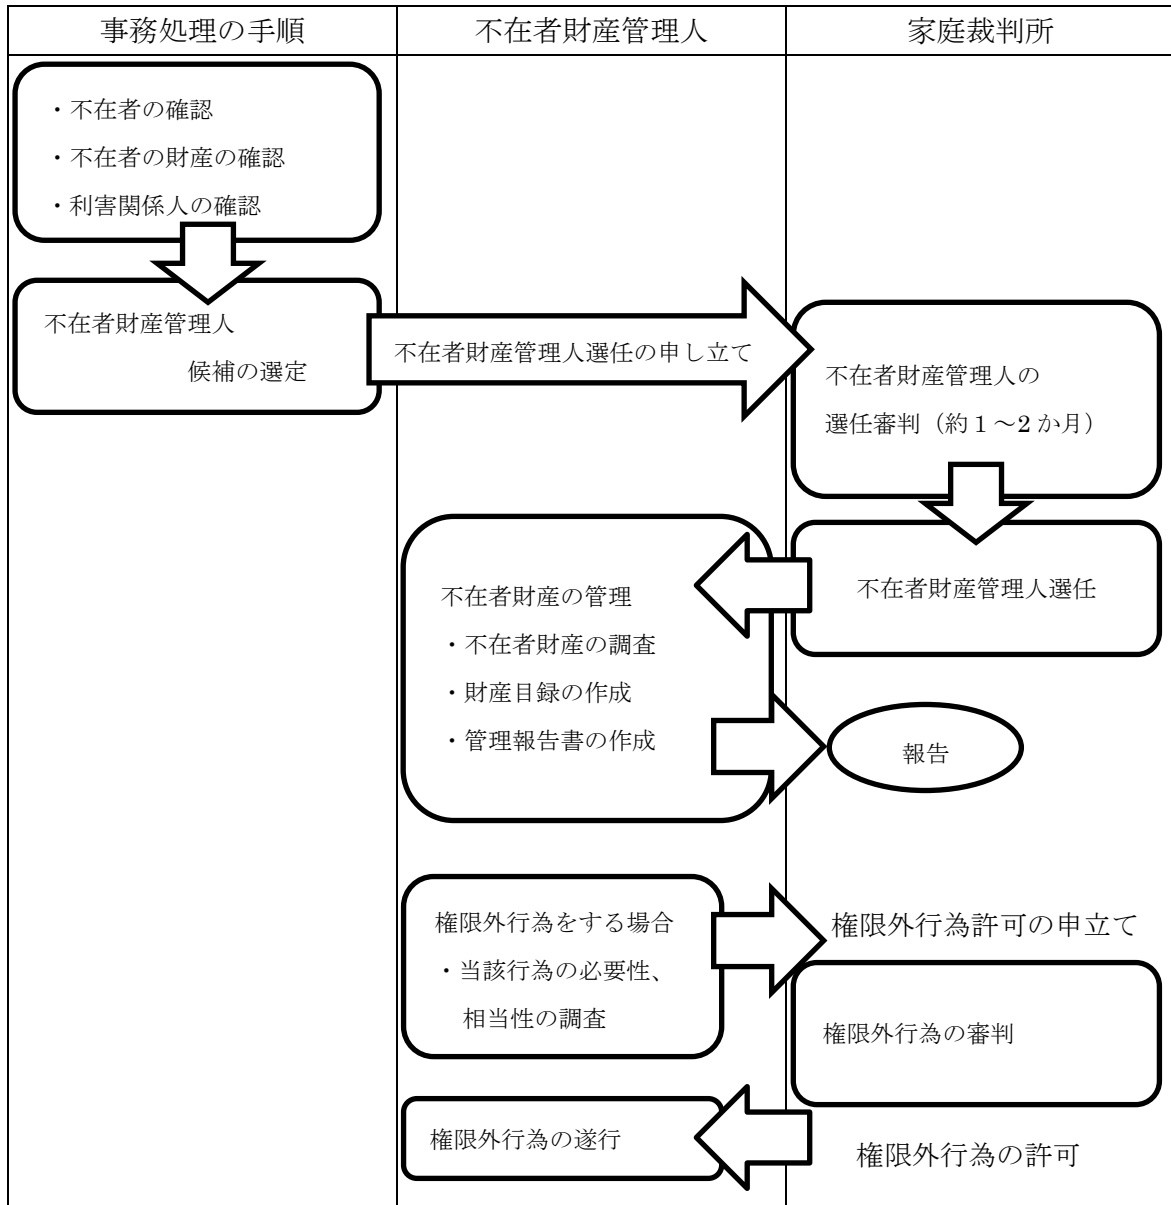 事務処理の手順
不在者財産管理人
家庭裁判所
・不在者の確認
・不在者の財産の確認
・利害関係人の確認
不在者財産管理人
候補の選定
不在者財産管理人選任の申し立て
不在者財産管理人の
選任審判（約１～2 か月）
不在者財産管理人選任
不在者財産の管理
・不在者財産の調査
・財産目録の作成
・管理報告書の作成
報告
権限外行為をする場合
・当該行為の必要性、
相当性の調査
権限外行為許可の申立て
権限外行為の審判
権限外行為の許可
権限外行為の遂行